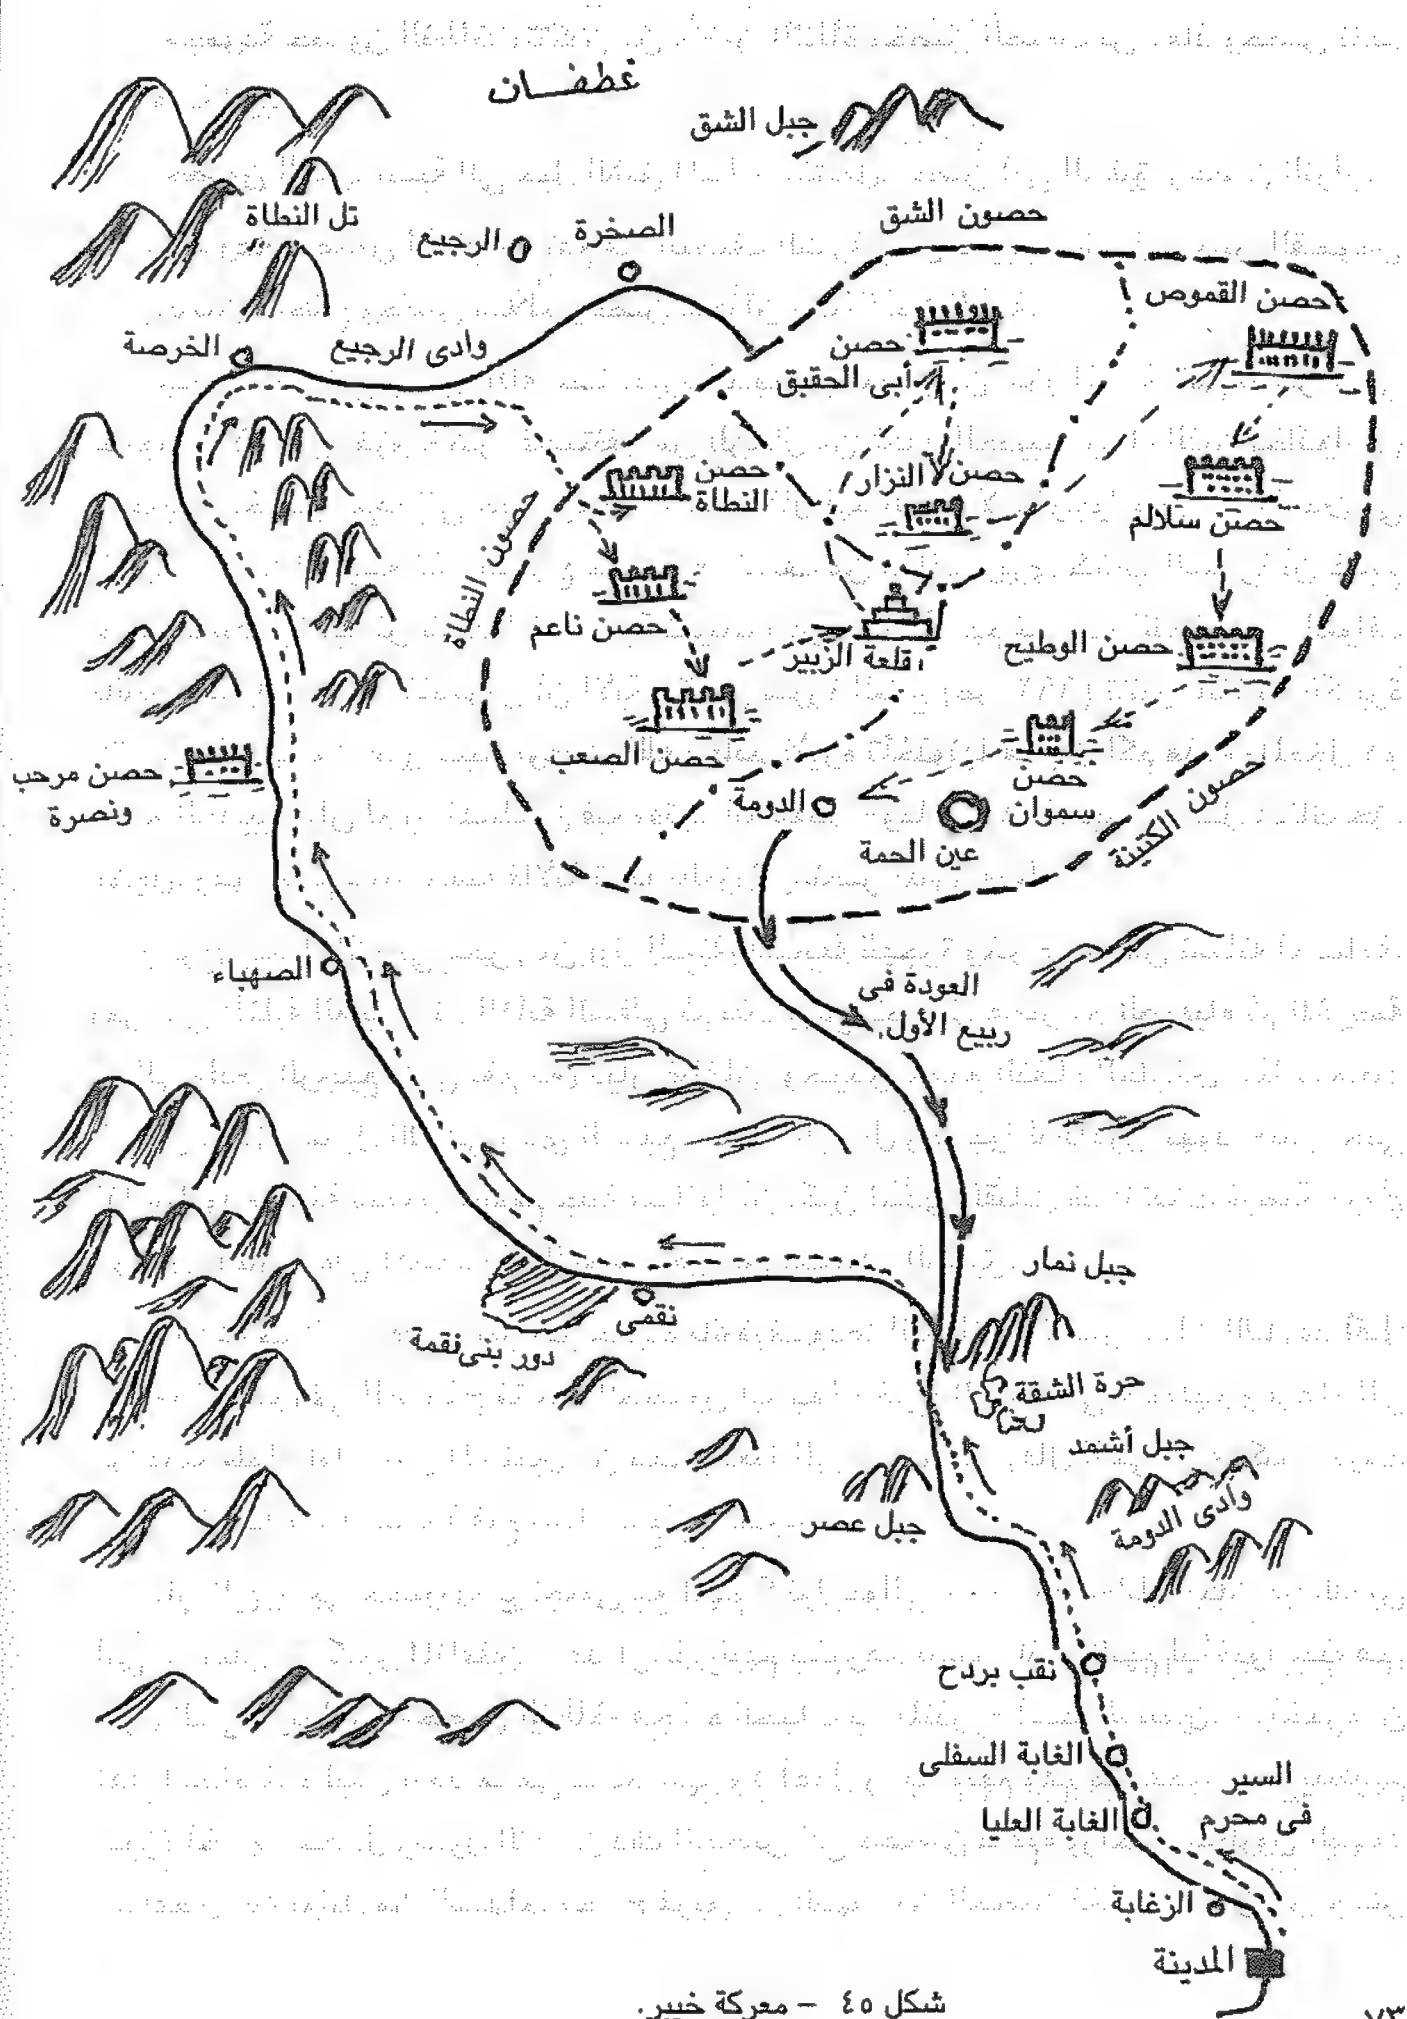 غطفــان
جبل الشق
تل النطاة
الرجيع
الصخرة
حصون الشق
حصن القموص
الخرصة
وادى الرجيع
حصن
أبى الحقيق
حصن
النطاة
حصن النزار
حصن سلالم
حصون النطاة
حصن ناعم
قلعة الزبير
حصن الوطيح
حصن الصعب
حصن مرحب
ونصرة
الدومة
حصن
سموان
عين الحمة
حصون الكتيبة
الصهباء
العودة فى
ربيع الأول.
جبل نمار
نقمى
دور بنى نقمة
حرة الشقة
جبل أشمد
وادى الدومة
جبل عصر
نقب بردح
الغابة السفلى
السير
فى محرم
الغابة العليا
الزغابة
المدينة
شكل ٤٥ - معركة خيبر.
٧٣